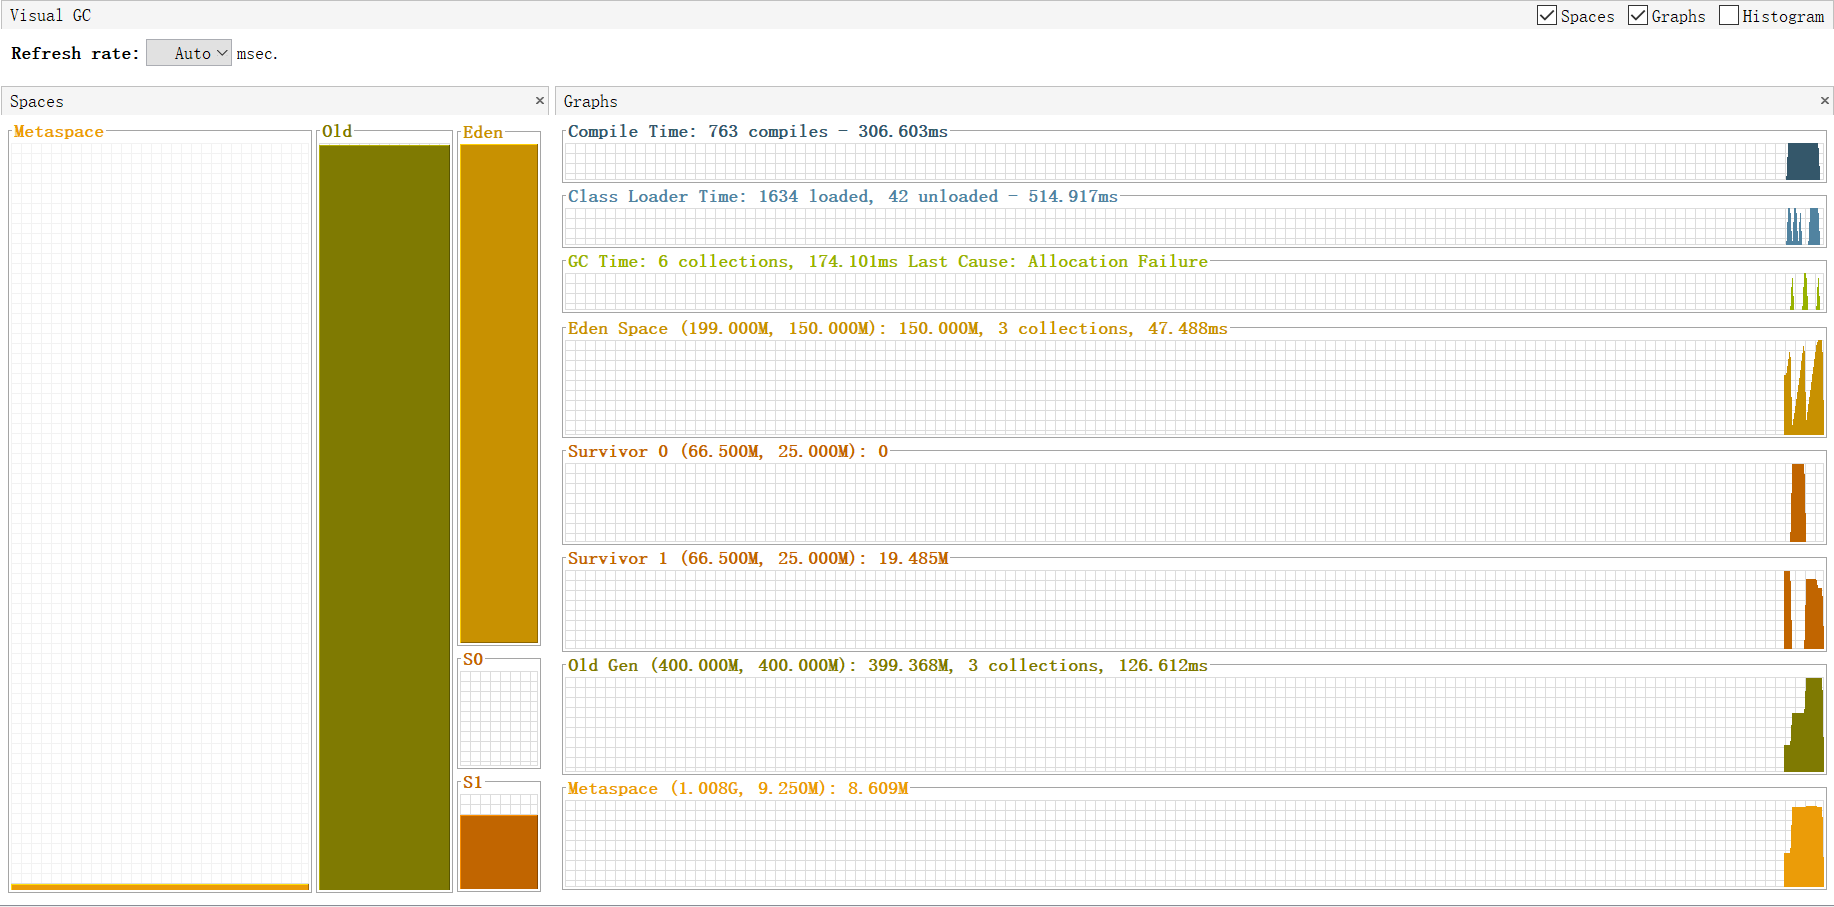 Visual GC
Spaces Graphs Histogram
Refresh rate: Auto msec.
Spaces ×
Metaspace
Old
Eden
S0
S1
Graphs ×
Compile Time: 763 compiles - 306.603ms
Class Loader Time: 1634 loaded, 42 unloaded - 514.917ms
GC Time: 6 collections, 174.101ms Last Cause: Allocation Failure
Eden Space (199.000M, 150.000M): 150.000M, 3 collections, 47.488ms
Survivor 0 (66.500M, 25.000M): 0
Survivor 1 (66.500M, 25.000M): 19.485M
Old Gen (400.000M, 400.000M): 399.368M, 3 collections, 126.612ms
Metaspace (1.008G, 9.250M): 8.609M